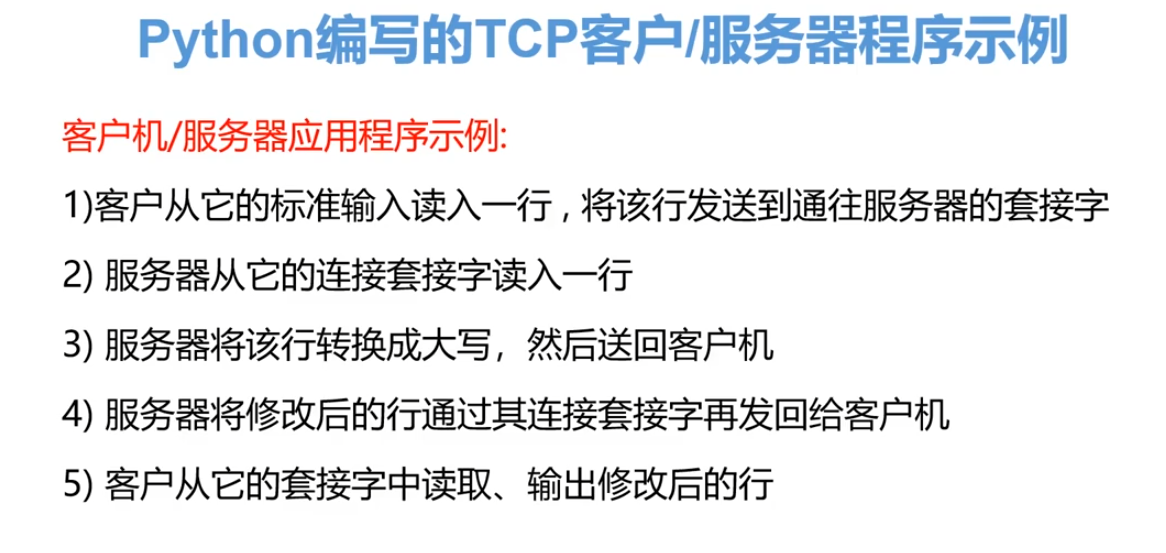 Python编写的TCP客户/服务器程序示例
客户机/服务器应用程序示例:
1)客户从它的标准输入读入一行 , 将该行发送到通往服务器的套接字
2) 服务器从它的连接套接字读入一行
3) 服务器将该行转换成大写，然后送回客户机
4) 服务器将修改后的行通过其连接套接字再发回给客户机
5) 客户从它的套接字中读取、输出修改后的行